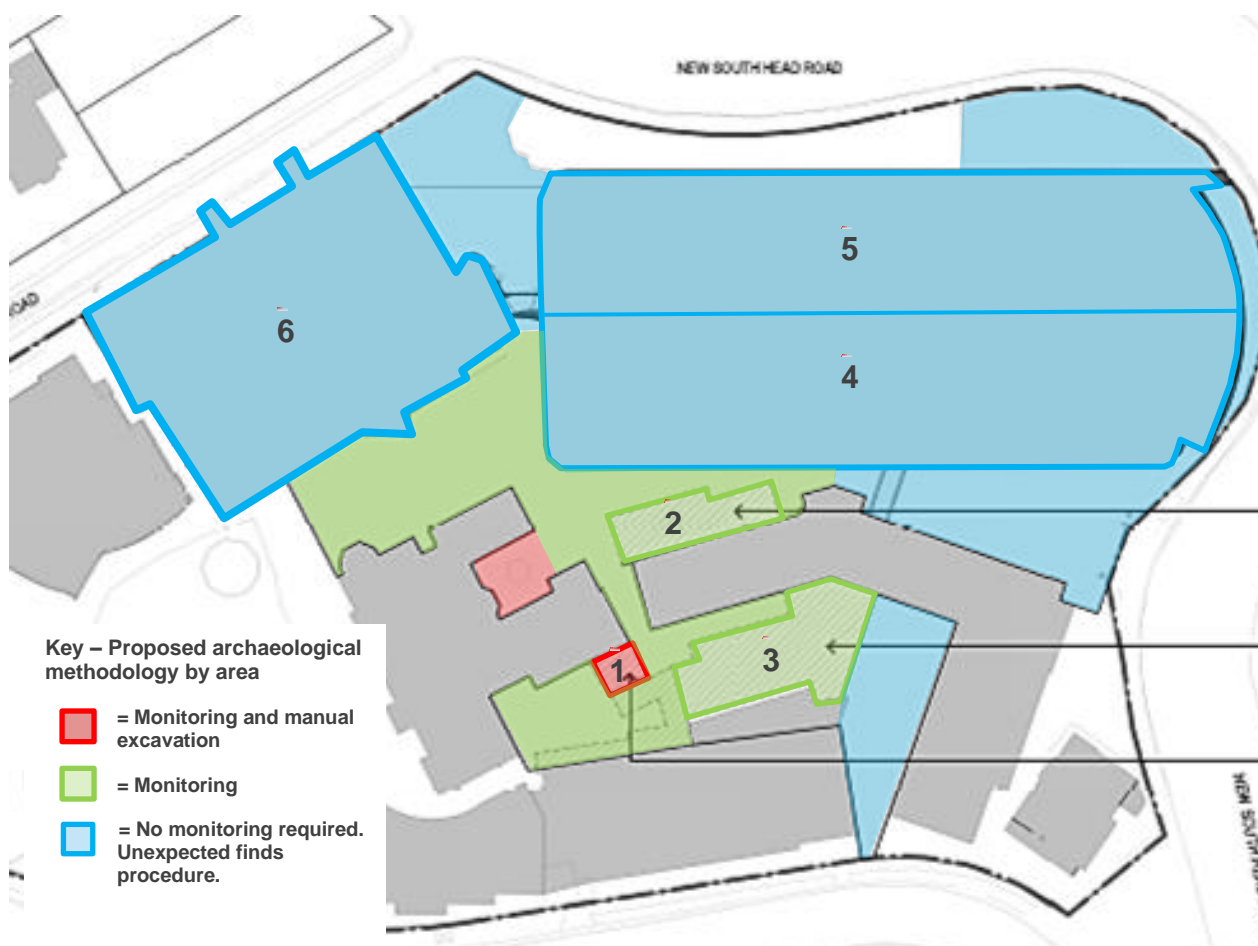 NEW SOUTH HEAD ROAD
5
6
ROAD
4
2
1
3
Key – Proposed archaeological
methodology by area
= Monitoring and manual
excavation
= Monitoring
= No monitoring required.
Unexpected finds
procedure.
NEW SOUTH HEAD